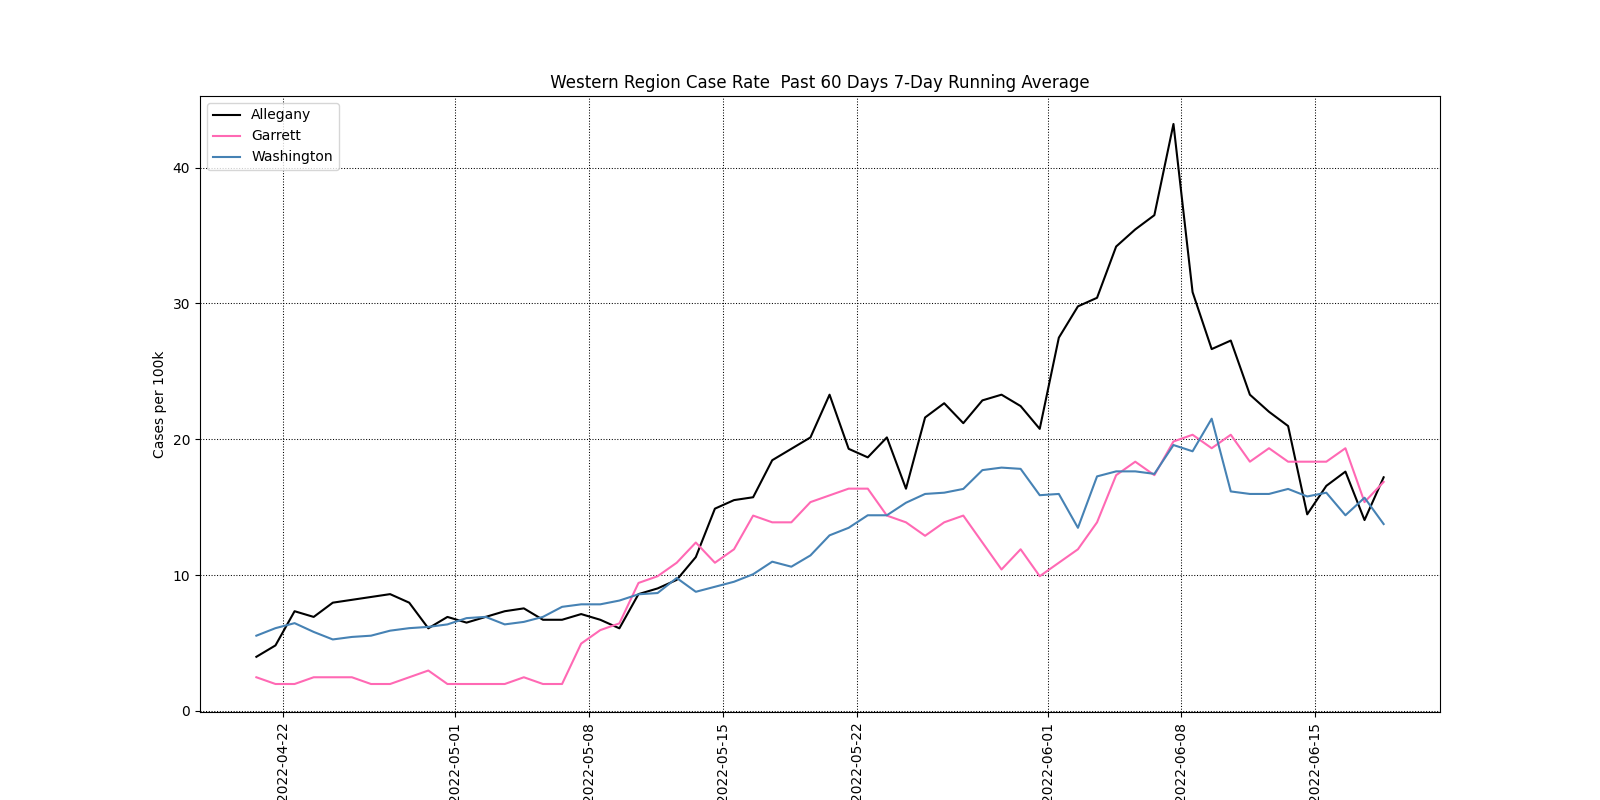 Western Region Case Rate  Past 60 Days 7-Day Running Average
Allegany
Garrett
Washington
Cases per 100k
40
30
20
10
0
2022-04-22
2022-05-01
2022-05-08
2022-05-15
2022-05-22
2022-06-01
2022-06-08
2022-06-15